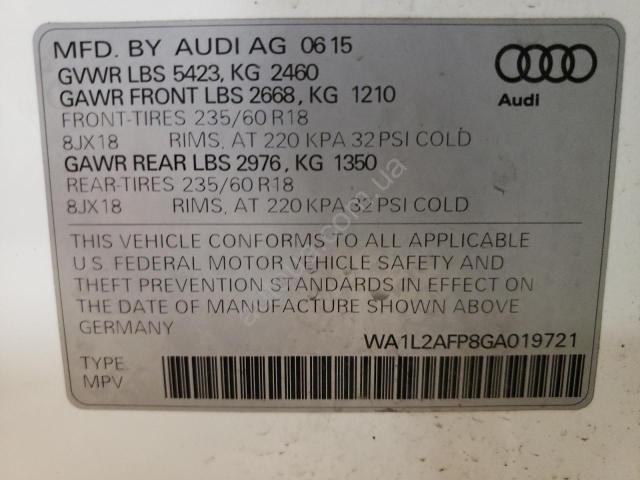 MFD. BY AUDI AG 06 15
GVWR LBS 5423, KG 2460
GAWR FRONT LBS 2668, KG 1210
FRONT-TIRES 235/60 R18
8JX18 RIMS, AT 220 KPA 32 PSI COLD
GAWR REAR LBS 2976, KG 1350
REAR-TIRES 235/60 R18
8JX18 RIMS, AT 220 KPA 32 PSI COLD
Audi
THIS VEHICLE CONFORMS TO ALL APPLICABLE
U.S. FEDERAL MOTOR VEHICLE SAFETY AND
THEFT PREVENTION STANDARDS IN EFFECT ON
THE DATE OF MANUFACTURE SHOWN ABOVE
GERMANY
WA1L2AFP8GA019721
TYPE:
MPV